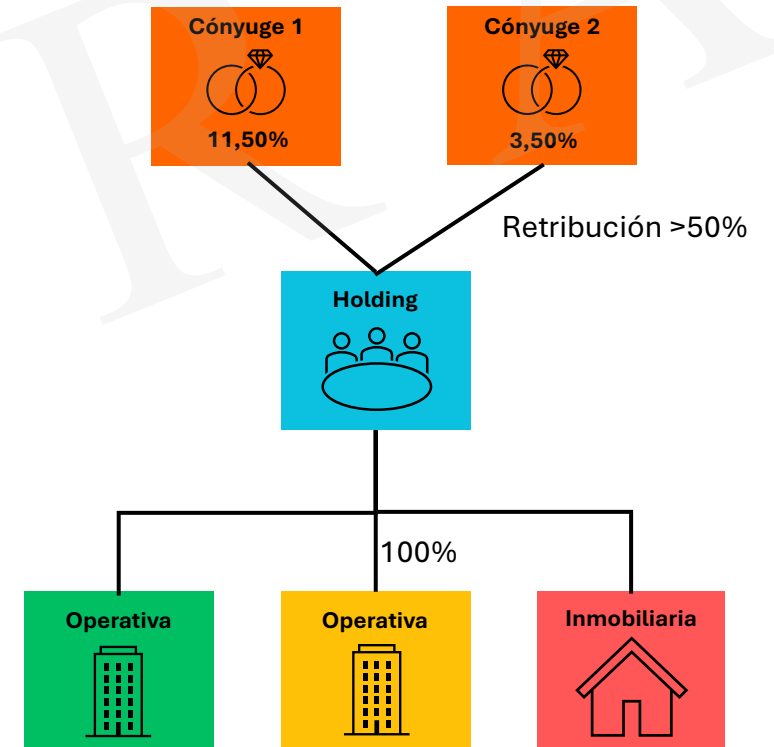 Cónyuge 1
Cónyuge 2
11,50%
3,50%
Retribución >50%
Holding
100%
Operativa
Operativa
Inmobiliaria